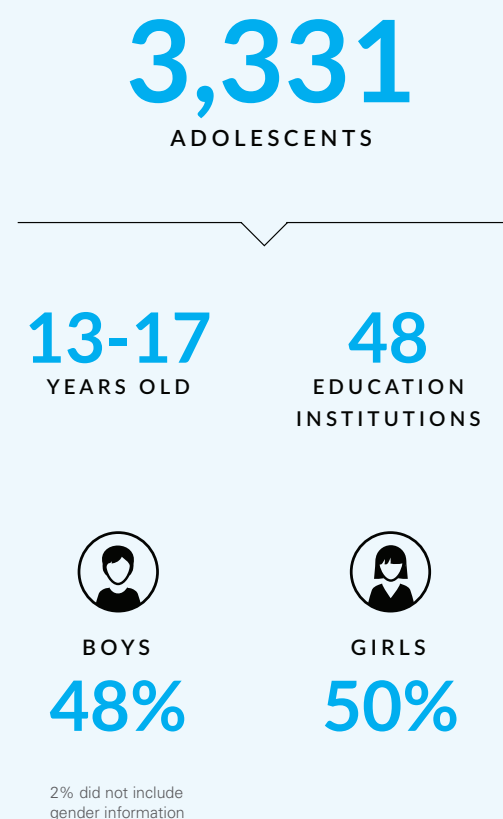 3,331
ADOLESCENTS
13-17
YEARS OLD
48
EDUCATION
INSTITUTIONS
BOYS
48%
GIRLS
50%
2% did not include
gender information